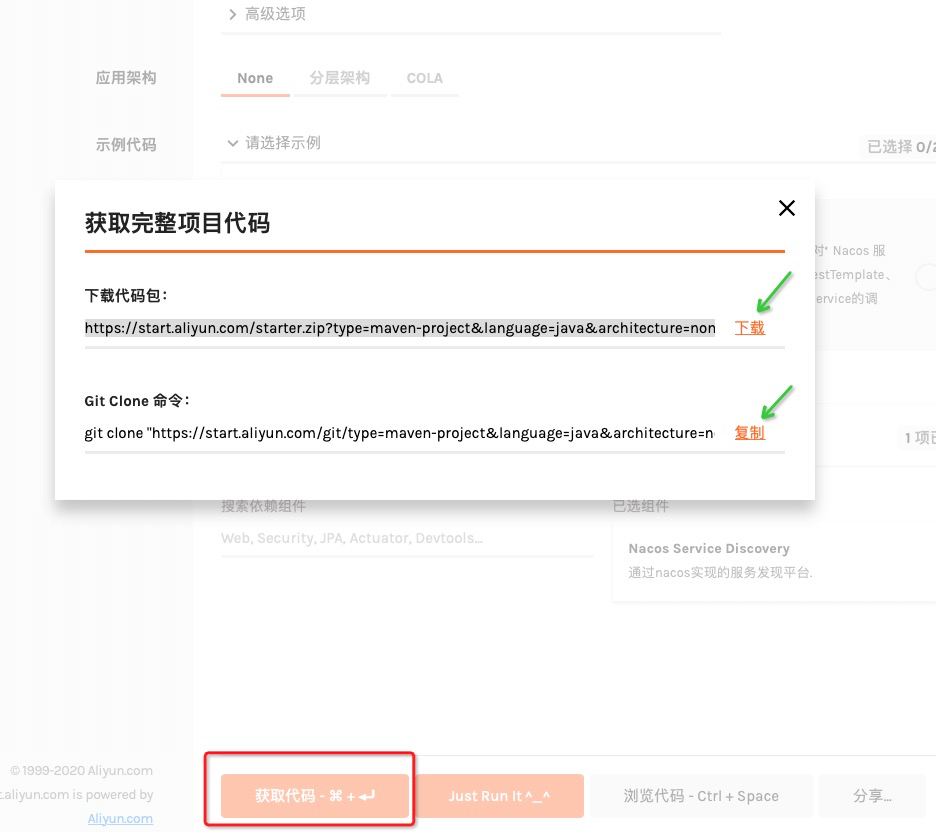 高级选项
应用架构
None
分层架构
COLA
示例代码
请选择示例
已选择 0/2
获取完整项目代码
对* Nacos 服
estTemplate、
ervice的调
下载代码包：
https://start.aliyun.com/starter.zip?type=maven-project&language=java&architecture=non
下载
Git Clone 命令：
git clone "https://start.aliyun.com/git/type=maven-project&language=java&architecture=n
复制
1 项已
搜索依赖组件
已选组件
Web, Security, JPA, Actuator, Devtools...
Nacos Service Discovery
通过nacos实现的服务发现平台.
© 1999-2020 Aliyun.com
t.aliyun.com is powered by
Aliyun.com
获取代码 - ⌘ + ↵
Just Run It ^_^
浏览代码 - Ctrl + Space
分享...